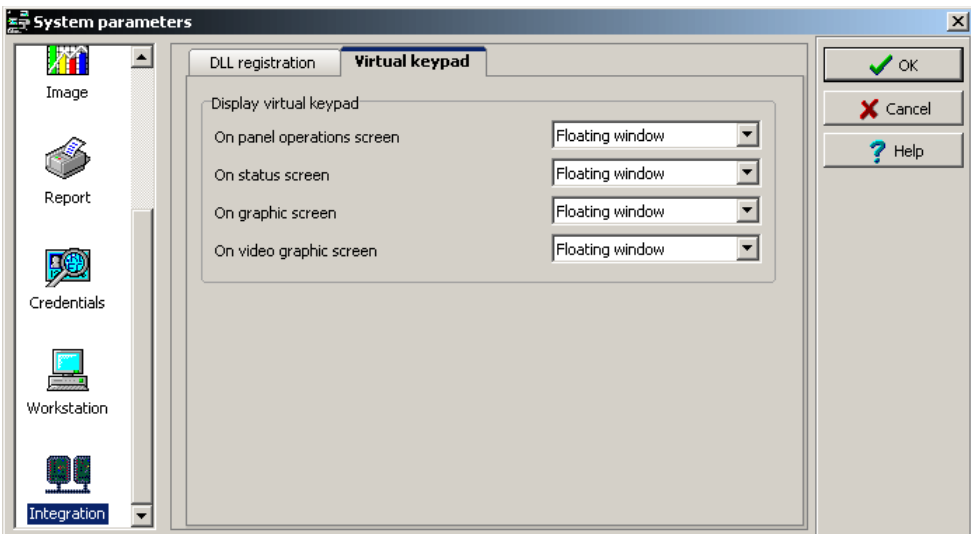 System parameters
Image
Report
Credentials
Workstation
Integration
DLL registration
Virtual keypad
Display virtual keypad
On panel operations screen
Floating window
On status screen
Floating window
On graphic screen
Floating window
On video graphic screen
Floating window
OK
Cancel
Help